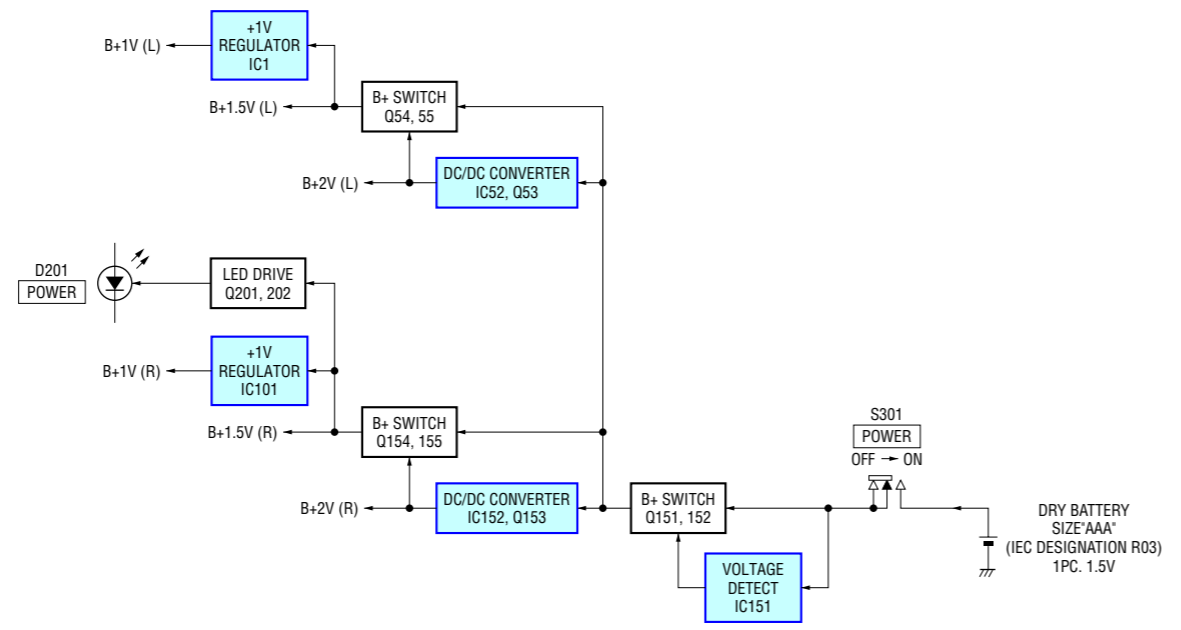 +1V
REGULATOR
IC1
B+1V (L)
B+ SWITCH
Q54, 55
B+1.5V (L)
DC/DC CONVERTER
IC52, Q53
B+2V (L)
D201
POWER
LED DRIVE
Q201, 202
+1V
REGULATOR
IC101
B+1V (R)
B+ SWITCH
Q154, 155
B+1.5V (R)
S301
POWER
OFF → ON
DC/DC CONVERTER
IC152, Q153
B+2V (R)
B+ SWITCH
Q151, 152
DRY BATTERY
SIZE"AAA"
(IEC DESIGNATION R03)
1PC. 1.5V
VOLTAGE
DETECT
IC151